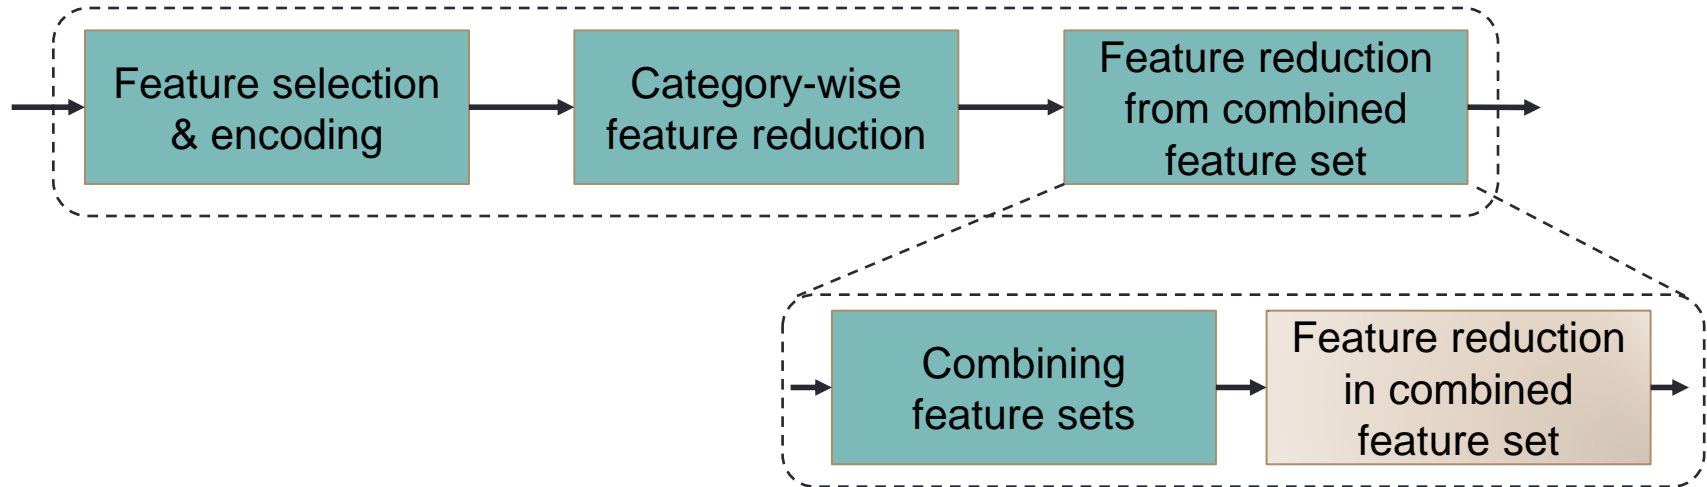 Feature selection
& encoding
Category-wise
feature reduction
Feature reduction
from combined
feature set
Combining
feature sets
Feature reduction
in combined
feature set